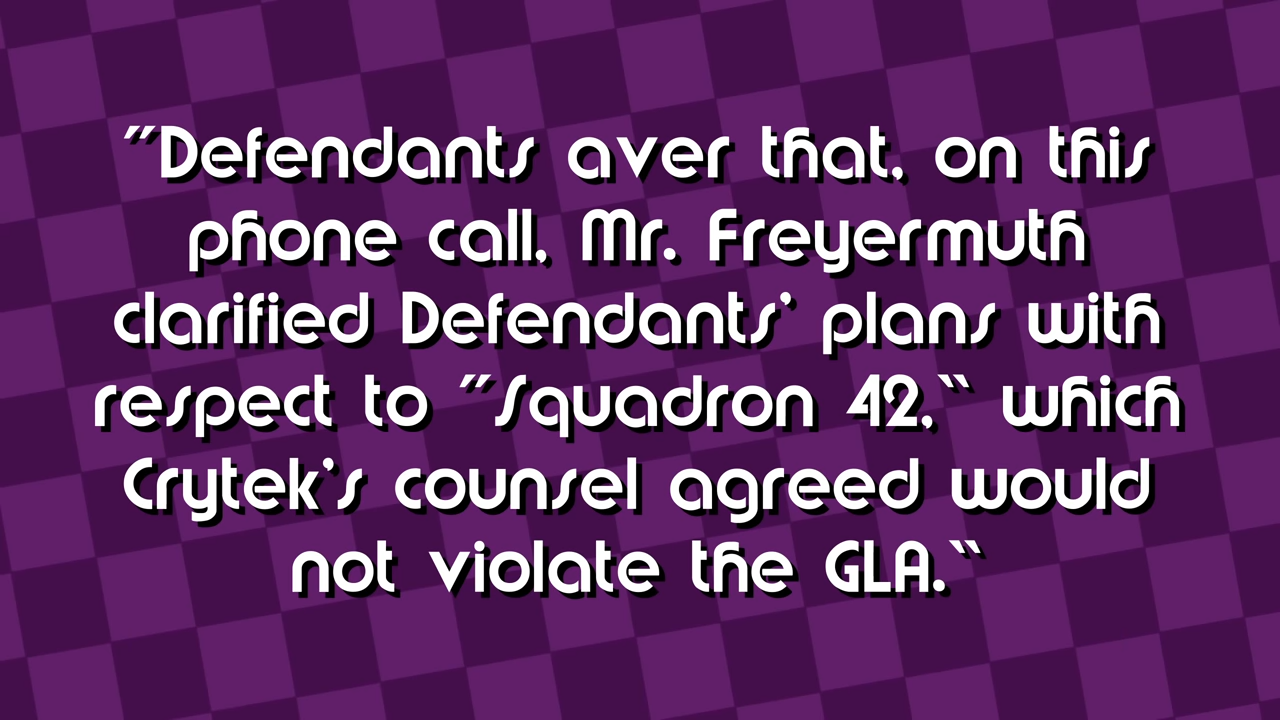 "Defendants aver that, on this
phone call, Mr. Freyermuth
clarified Defendants' plans with
respect to "Squadron 42," which
Crytek's counsel agreed would
not violate the GLA."